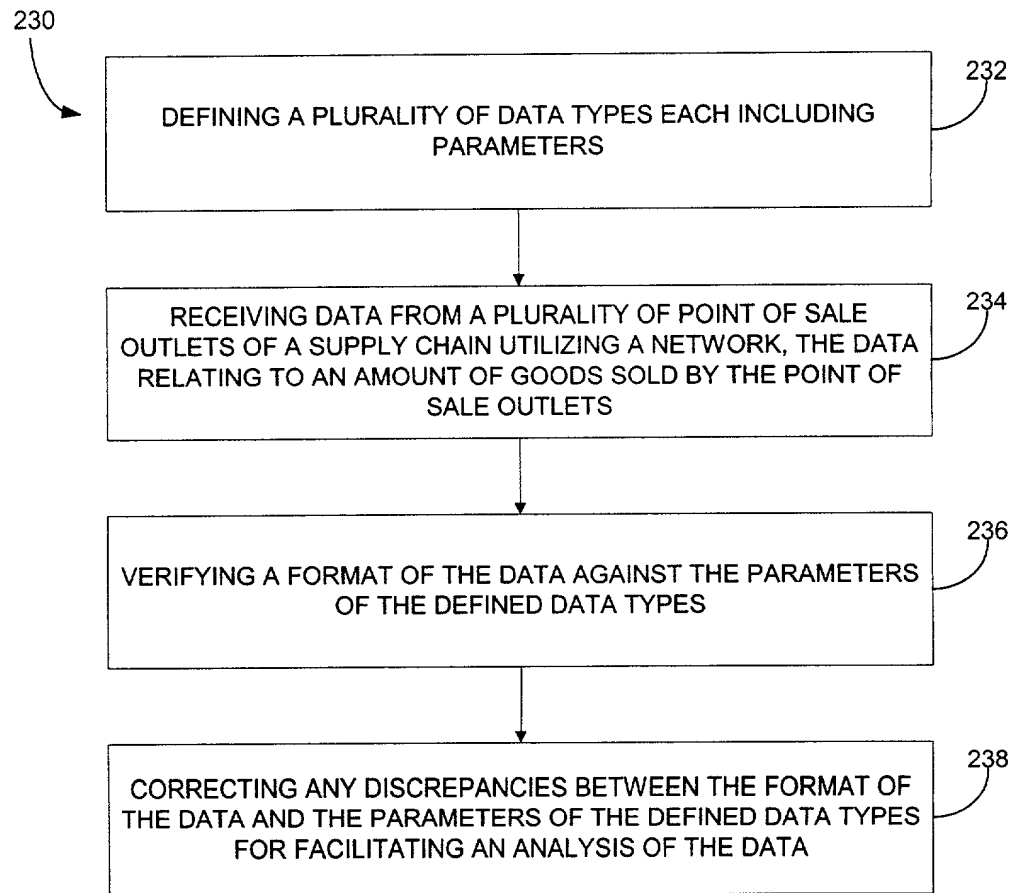 230
232
DEFINING A PLURALITY OF DATA TYPES EACH INCLUDING
PARAMETERS
234
RECEIVING DATA FROM A PLURALITY OF POINT OF SALE
OUTLETS OF A SUPPLY CHAIN UTILIZING A NETWORK, THE DATA
RELATING TO AN AMOUNT OF GOODS SOLD BY THE POINT OF
SALE OUTLETS
236
VERIFYING A FORMAT OF THE DATA AGAINST THE PARAMETERS
OF THE DEFINED DATA TYPES
238
CORRECTING ANY DISCREPANCIES BETWEEN THE FORMAT OF
THE DATA AND THE PARAMETERS OF THE DEFINED DATA TYPES
FOR FACILITATING AN ANALYSIS OF THE DATA